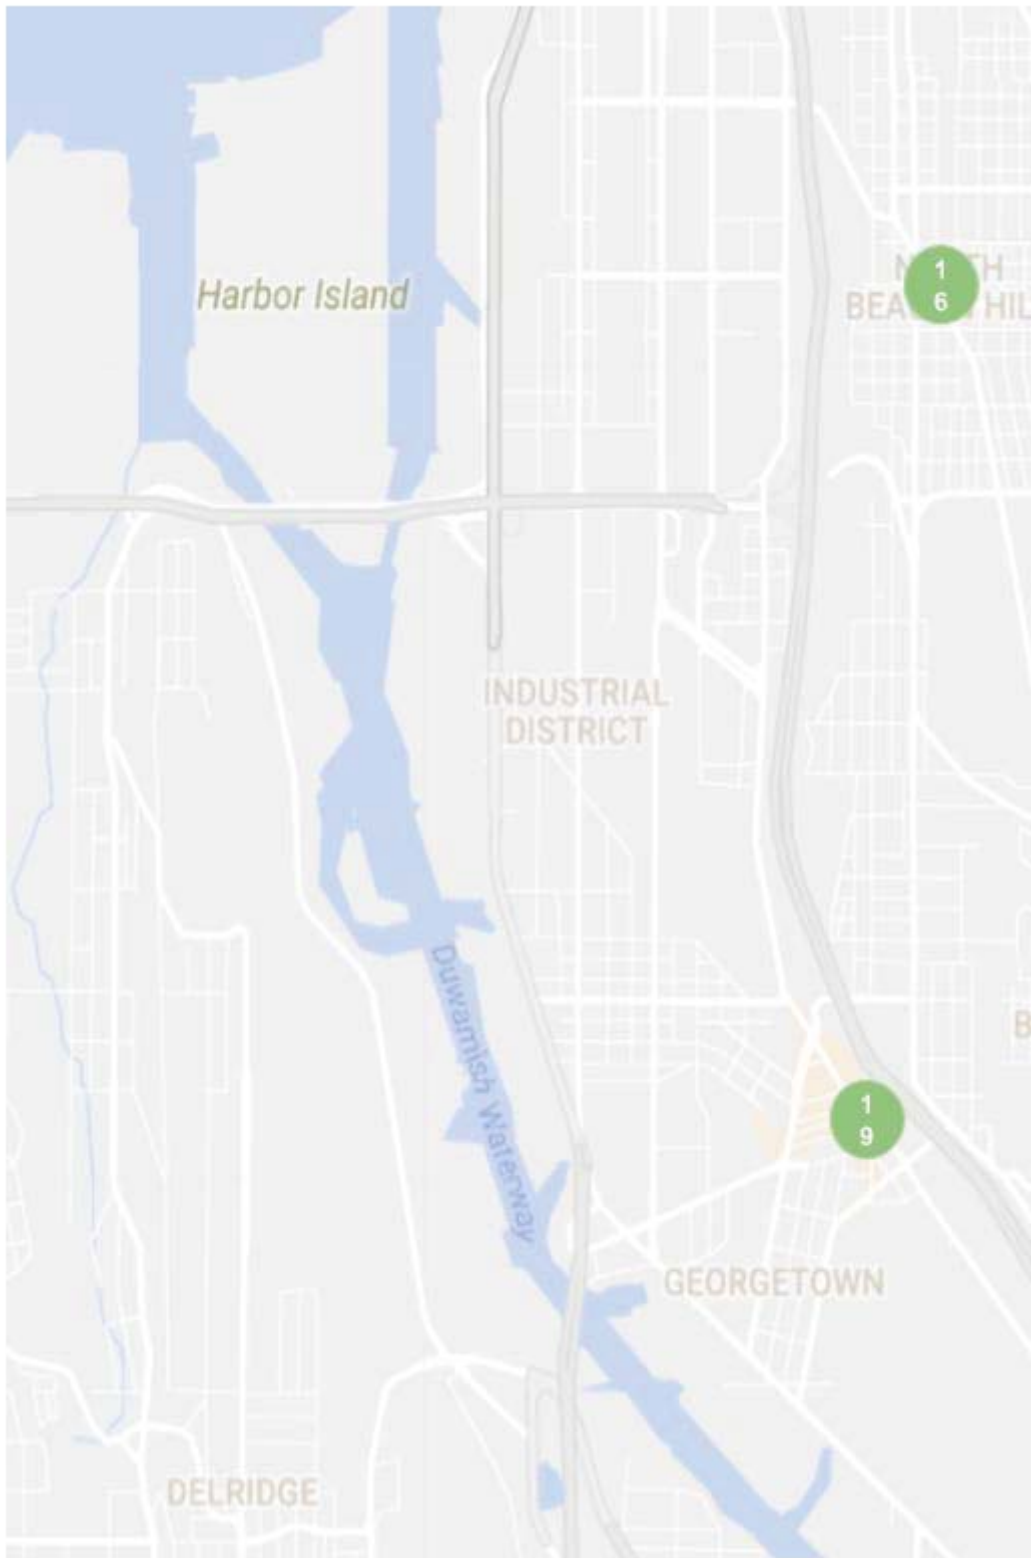 Harbor Island
1
6
INDUSTRIAL
DISTRICT
Duwamish Waterway
B
1
9
GEORGETOWN
DELRIDGE